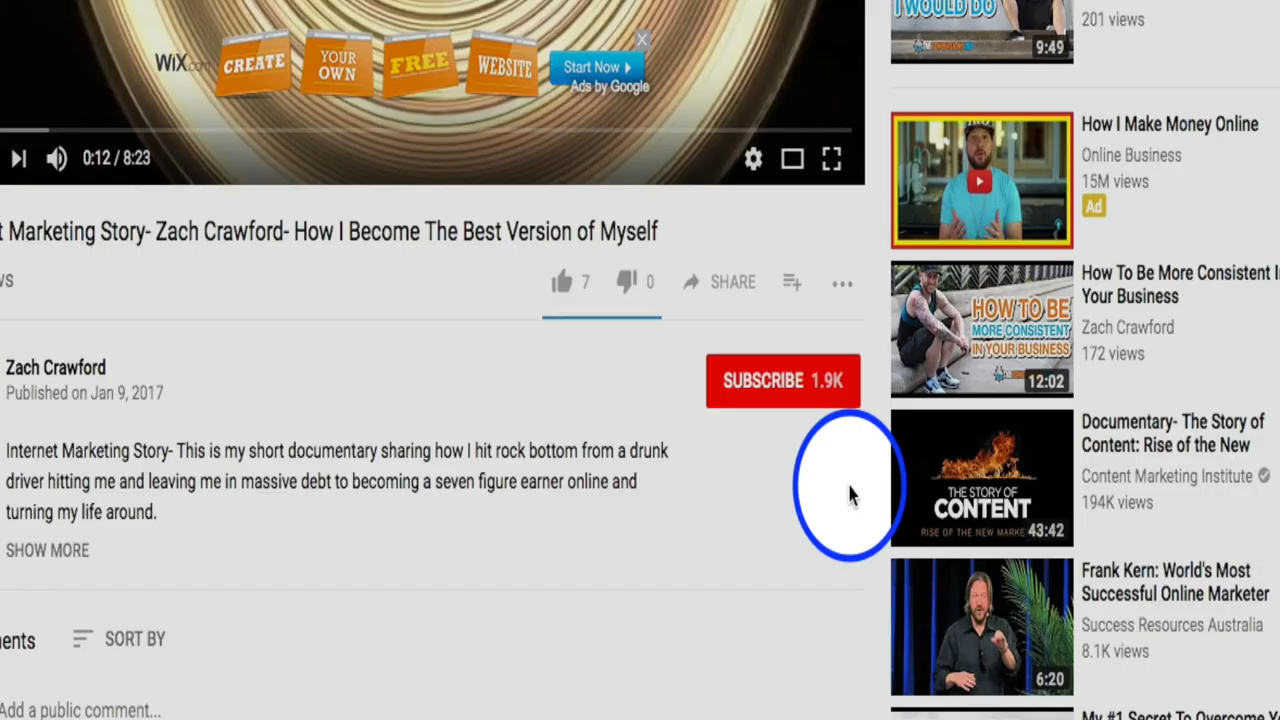 WIX.com CREATE YOUR OWN FREE WEBSITE Start Now
Ads by Google
0:12 / 8:23
t Marketing Story- Zach Crawford- How I Become The Best Version of Myself
ws
7 0 SHARE
Zach Crawford
Published on Jan 9, 2017
SUBSCRIBE 1.9K
Internet Marketing Story- This is my short documentary sharing how I hit rock bottom from a drunk
driver hitting me and leaving me in massive debt to becoming a seven figure earner online and
turning my life around.
SHOW MORE
ents SORT BY
Add a public comment...
I WOULD DO
9:49
201 views
How I Make Money Online
Online Business
15M views
Ad
HOW TO BE
MORE CONSISTENT
IN YOUR BUSINESS
12:02
How To Be More Consistent I
Your Business
Zach Crawford
172 views
THE STORY OF
CONTENT
RISE OF THE NEW MARKE
43:42
Documentary- The Story of
Content: Rise of the New
Content Marketing Institute
194K views
6:20
Frank Kern: World's Most
Successful Online Marketer
Success Resources Australia
8.1K views
My #1 Secret To Overcome Y